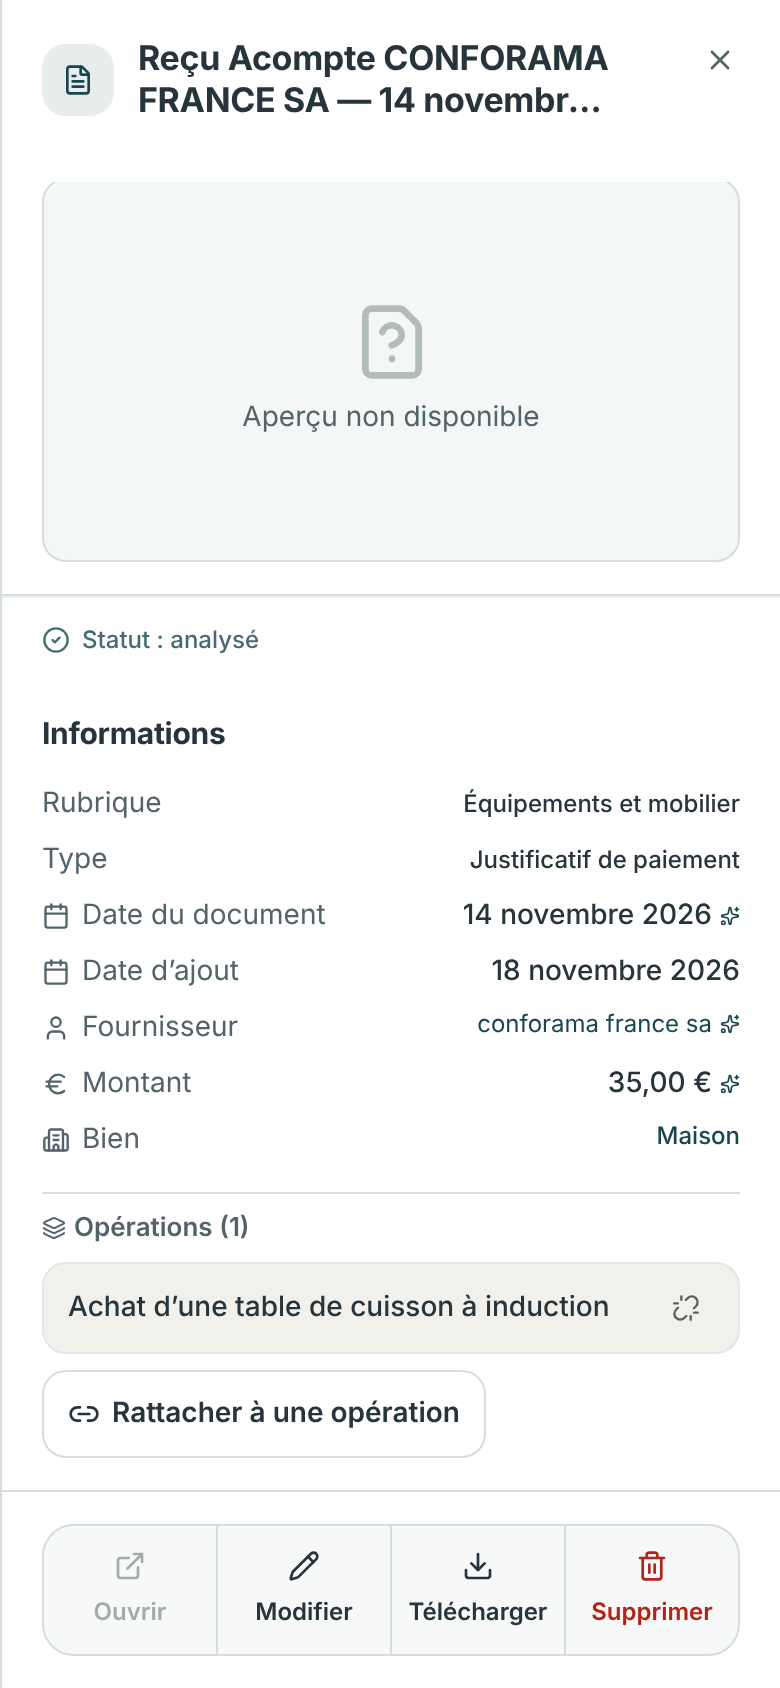 Reçu Acompte CONFORAMA
FRANCE SA — 14 novembr…
Aperçu non disponible
Statut : analysé
Informations
Rubrique Équipements et mobilier
Type Justificatif de paiement
Date du document 14 novembre 2026
Date d’ajout 18 novembre 2026
Fournisseur conforama france sa
Montant 35,00 €
Bien Maison
Opérations (1)
Achat d’une table de cuisson à induction
Rattacher à une opération
Ouvrir Modifier Télécharger Supprimer